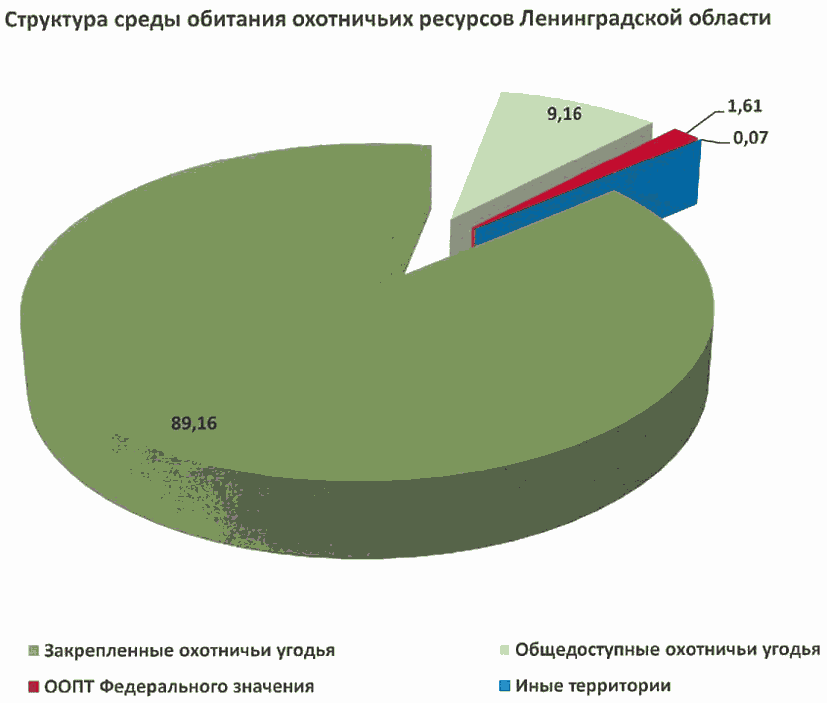 Структура среды обитания охотничьих ресурсов Ленинградской области
9,16
1,61
0,07
89,16
Закрепленные охотничьи угодья
Общедоступные охотничьи угодья
ООПТ Федерального значения
Иные территории